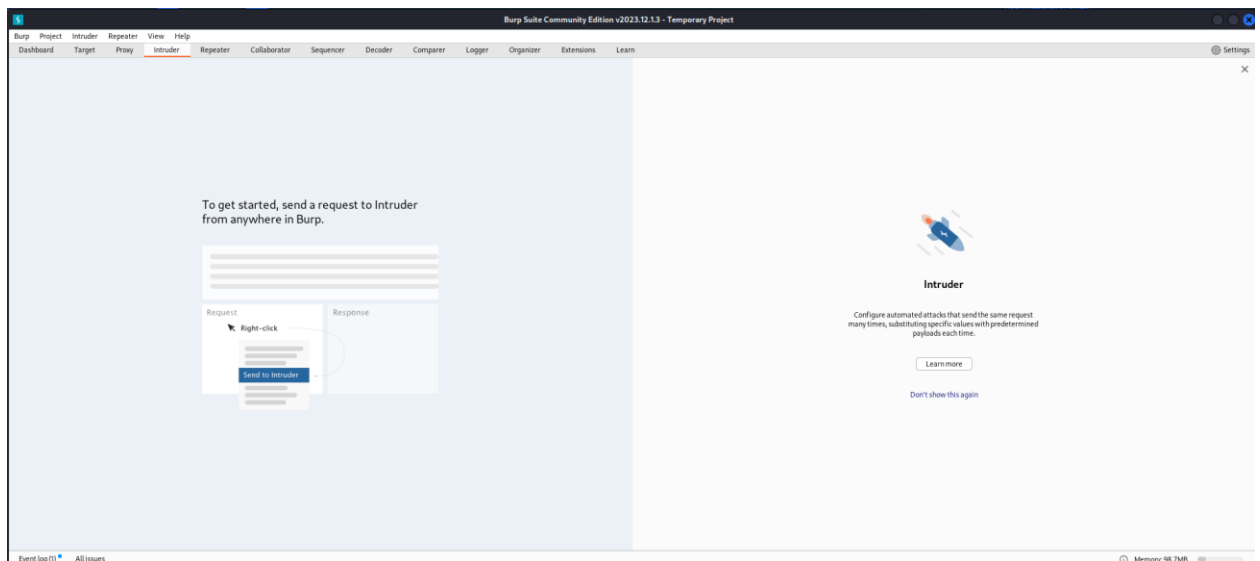 Burp Suite Community Edition v2023.12.1.3 - Temporary Project
Burp Project Intruder Repeater View Help
Dashboard Target Proxy Intruder Repeater Collaborator Sequencer Decoder Comparer Logger Organizer Extensions Learn Settings
To get started, send a request to Intruder
from anywhere in Burp.
Request Response
Right-click
Send to Intruder
Intruder
Configure automated attacks that send the same request
many times, substituting specific values with predetermined
payloads each time.
Learn more
Don't show this again
Event log (1) All issues Memory: 98.7MB